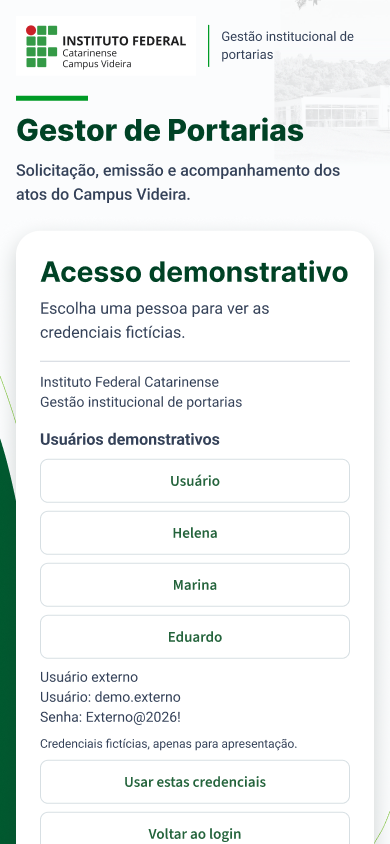 INSTITUTO FEDERAL
Catarinense
Campus Videira
Gestão institucional de
portarias
Gestor de Portarias
Solicitação, emissão e acompanhamento dos
atos do Campus Videira.
Acesso demonstrativo
Escolha uma pessoa para ver as
credenciais fictícias.
Instituto Federal Catarinense
Gestão institucional de portarias
Usuários demonstrativos
Usuário
Helena
Marina
Eduardo
Usuário externo
Usuário: demo.externo
Senha: Externo@2026!
Credenciais fictícias, apenas para apresentação.
Usar estas credenciais
Voltar ao login